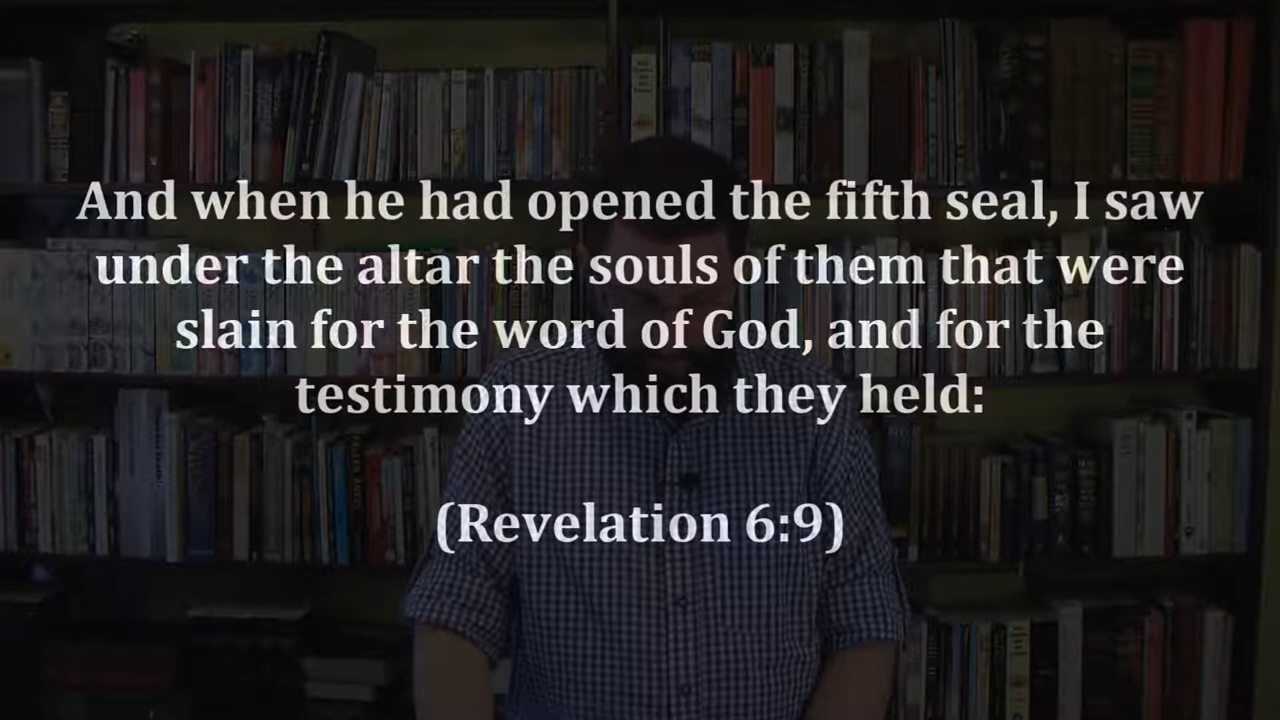 And when he had opened the fifth seal, I saw
under the altar the souls of them that were
slain for the word of God, and for the
testimony which they held:
(Revelation 6:9)